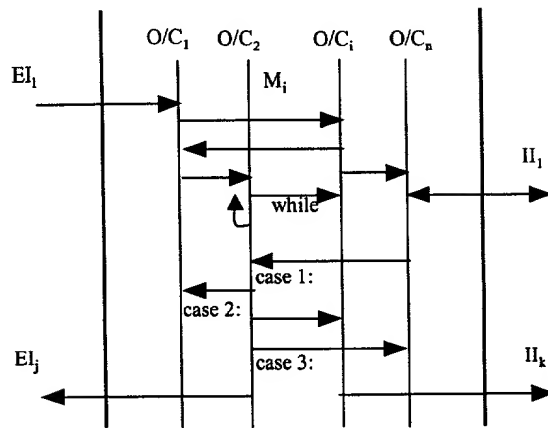 O/C₁ O/C₂ O/Cᵢ O/Cₙ
EI₁
Mᵢ
II₁
while
case 1:
case 2:
case 3:
EIⱼ
IIₖ